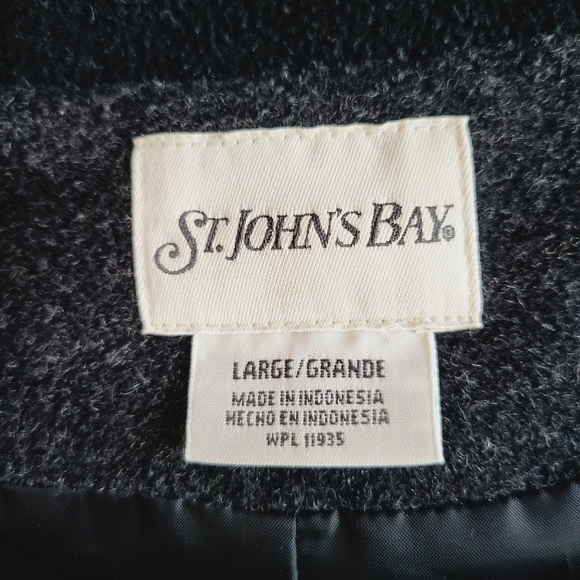 ST. JOHN'S BAY®
LARGE/GRANDE
MADE IN INDONESIA
HECHO EN INDONESIA
WPL 11935